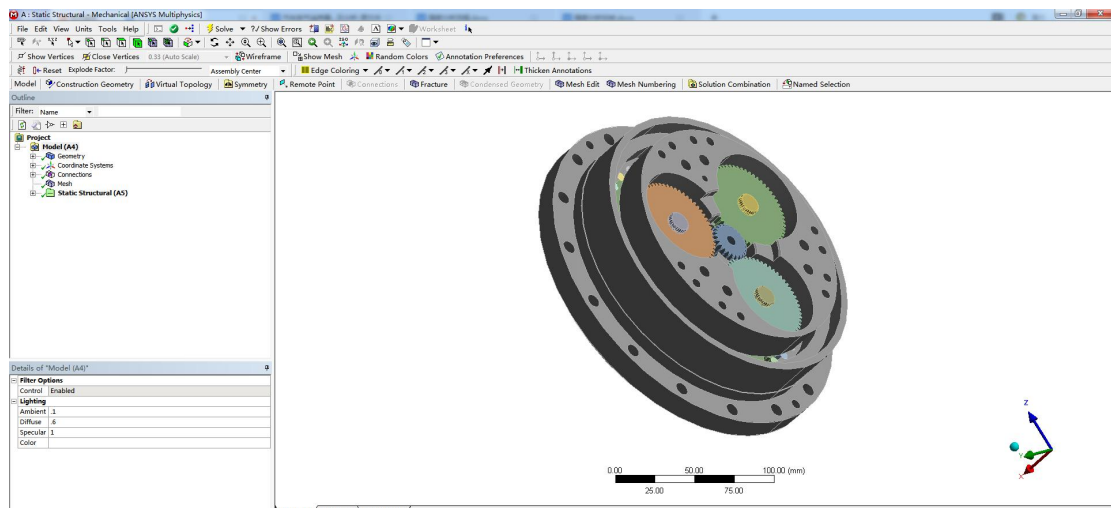 A : Static Structural - Mechanical [ANSYS Multiphysics]
File Edit View Units Tools Help Solve ?/ Show Errors Worksheet
Show Vertices Close Vertices 0.33 (Auto Scale) Wireframe Show Mesh Random Colors Annotation Preferences
Reset Explode Factor: Assembly Center Edge Coloring Thicken Annotations
Model Construction Geometry Virtual Topology Symmetry Remote Point Connections Fracture Condensed Geometry Mesh Edit Mesh Numbering Solution Combination Named Selection
Outline
Filter: Name
Project
Model (A4)
Geometry
Coordinate Systems
Connections
Mesh
Static Structural (A5)
Details of "Model (A4)"
Filter Options
Control Enabled
Lighting
Ambient .1
Diffuse .6
Specular 1
Color
Z
Y
X
0.00 50.00 100.00 (mm)
25.00 75.00